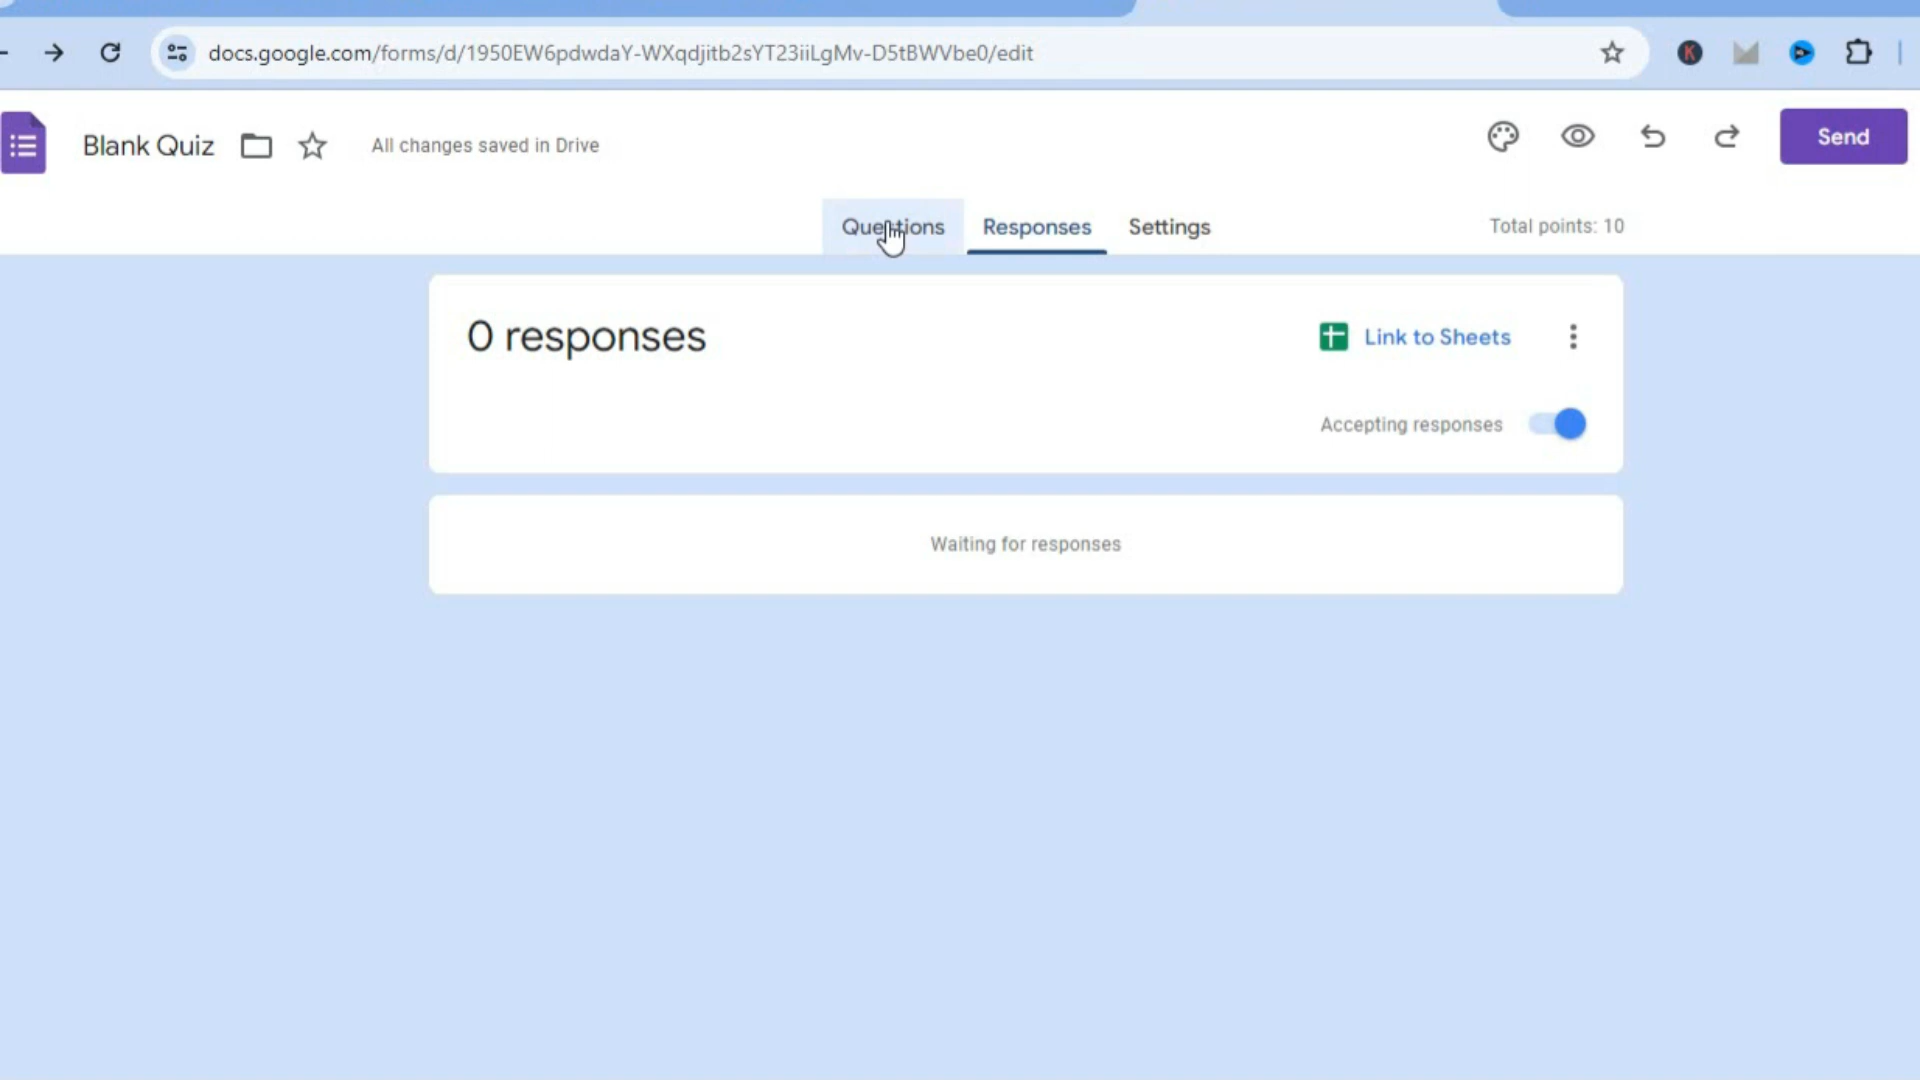 docs.google.com/forms/d/1950EW6pdwdaY-WXqdjitb2sYT23iiLgMv-D5tBWVbe0/edit
Blank Quiz
All changes saved in Drive
Send
Questions
Responses
Settings
Total points: 10
0 responses
Link to Sheets
Accepting responses
Waiting for responses